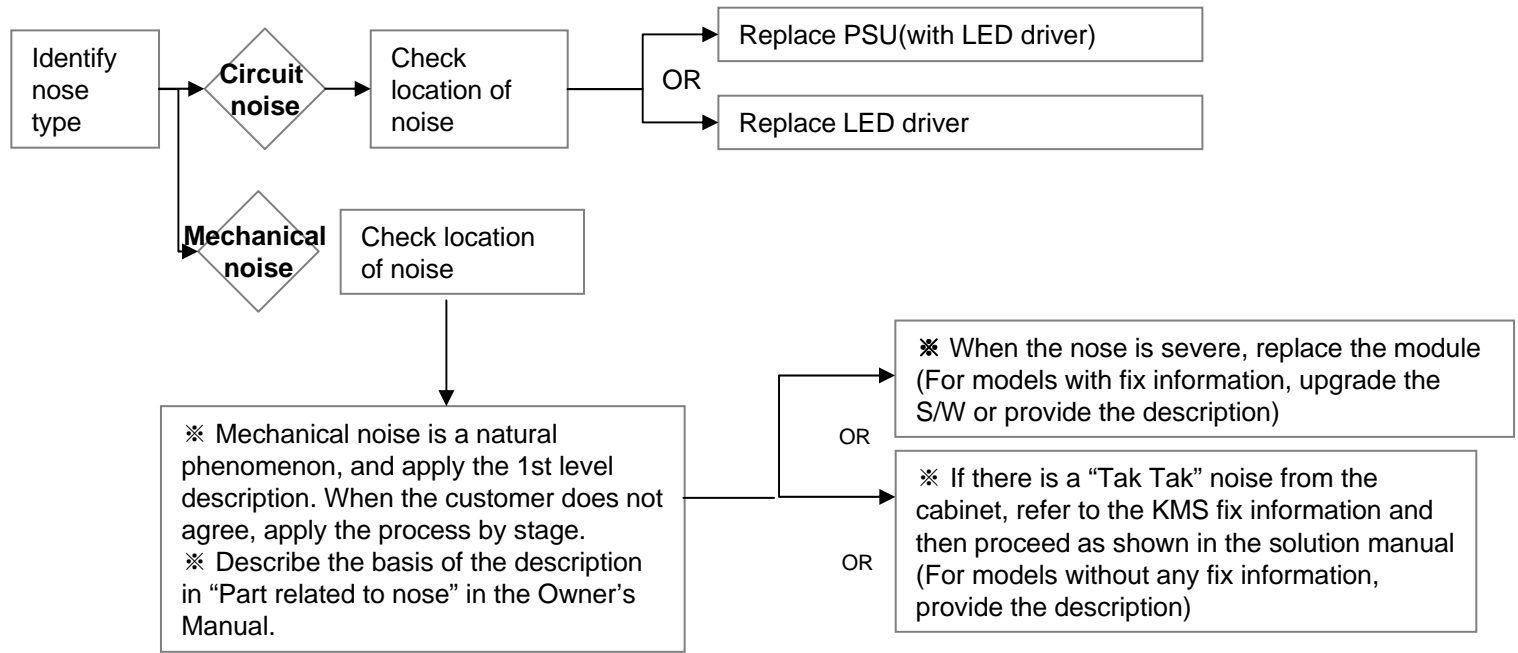 Identify
nose
type
Circuit
noise
Check
location of
noise
Replace PSU(with LED driver)
OR
Replace LED driver
Mechanical
noise
Check location
of noise
※ Mechanical noise is a natural
phenomenon, and apply the 1st level
description. When the customer does not
agree, apply the process by stage.
※ Describe the basis of the description
in “Part related to nose” in the Owner’s
Manual.
※ When the nose is severe, replace the module
(For models with fix information, upgrade the
S/W or provide the description)
OR
※ If there is a “Tak Tak” noise from the
cabinet, refer to the KMS fix information and
then proceed as shown in the solution manual
(For models without any fix information,
provide the description)
OR